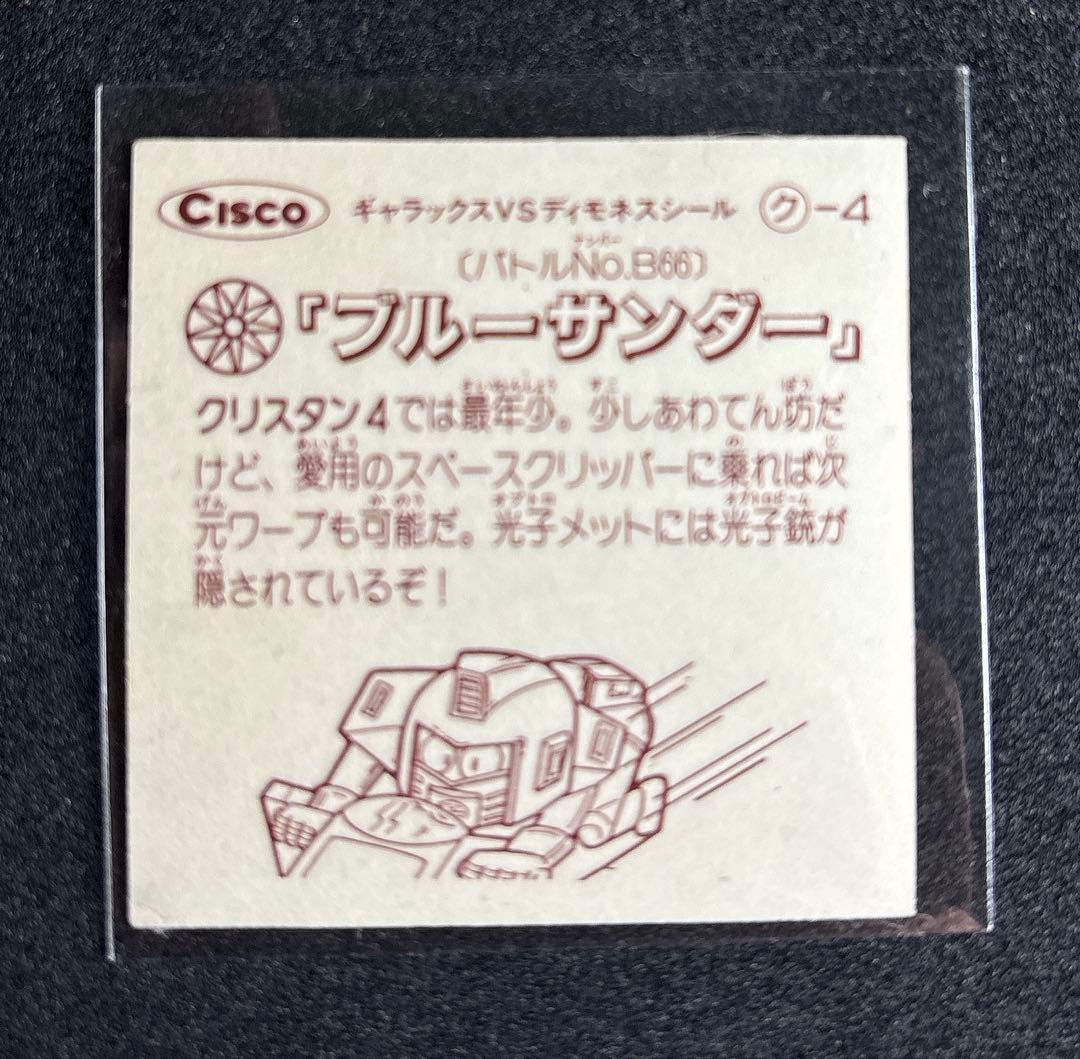 CISCO ギャラックスVSディモネスシール ㋗-4
〔バトルNo.B66〕
『ブルーサンダー』
クリスタン4では最年少。少しあわてん坊だ
けど、愛用のスペースクリッパーに乗れば次
元ワープも可能だ。光子メットには光子銃が
隠されているぞ!